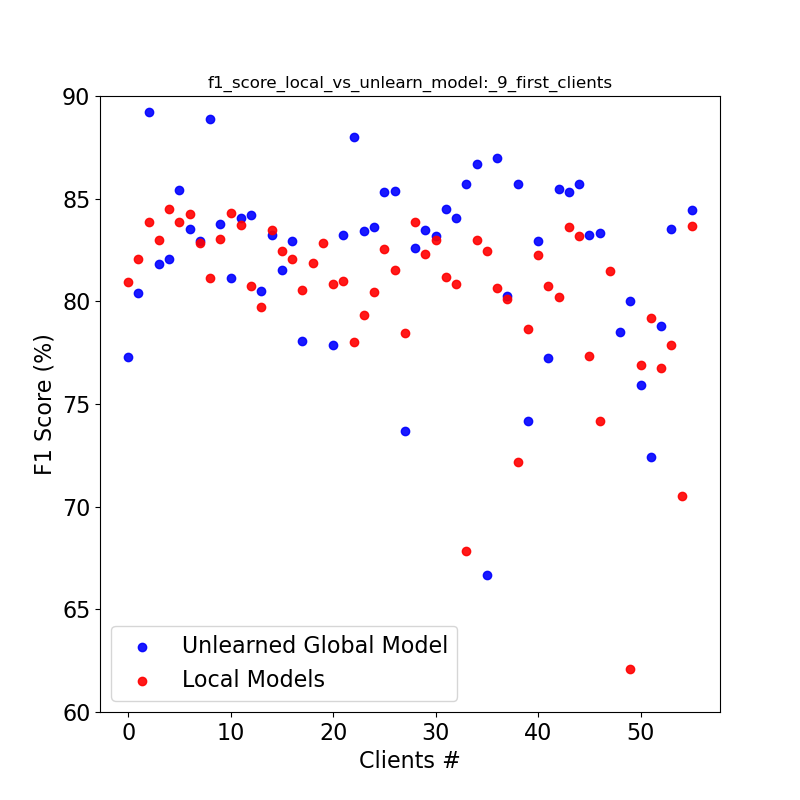 f1_score_local_vs_unlearn_model:_9_first_clients
90
85
80
75
70
65
60
F1 Score (%)
Unlearned Global Model
Local Models
0 10 20 30 40 50
Clients #